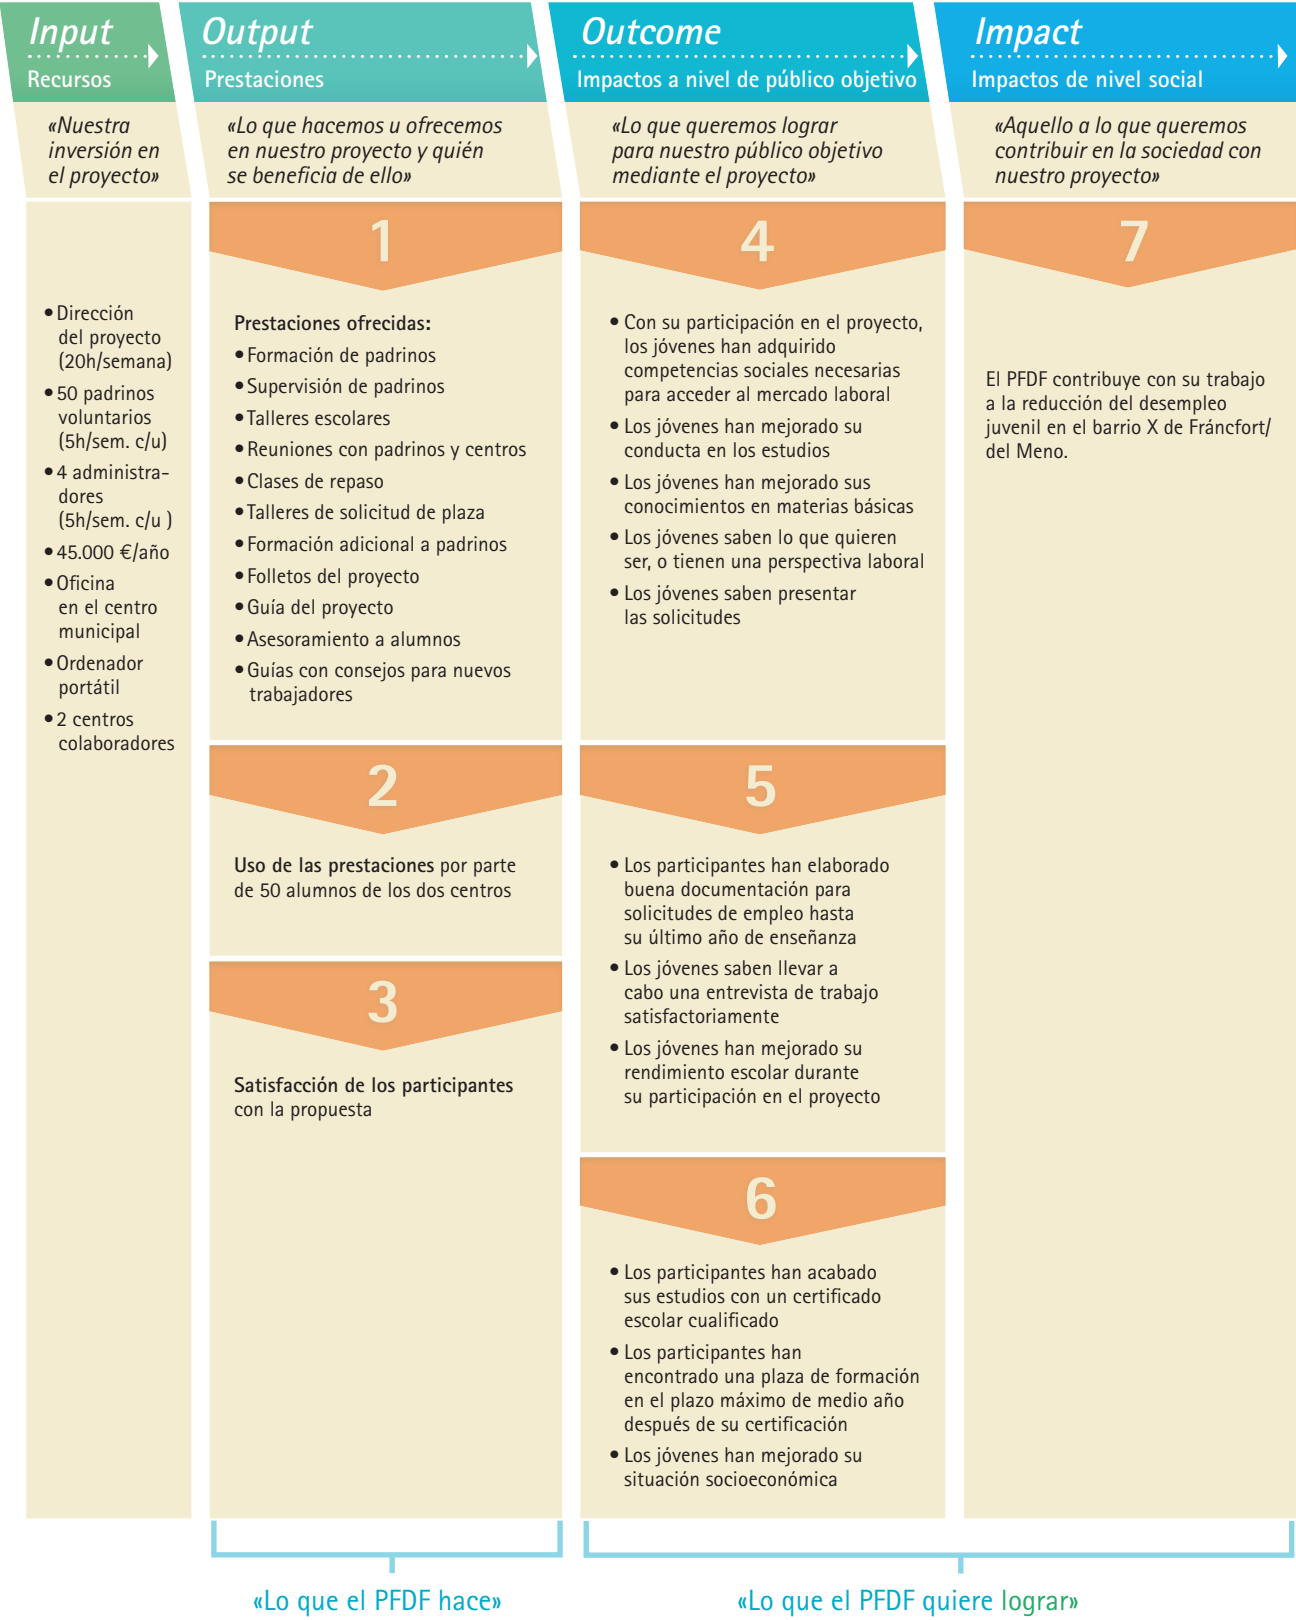 Input
Recursos
«Nuestra
inversión en
el proyecto»
• Dirección
del proyecto
(20h/semana)
• 50 padrinos
voluntarios
(5h/sem. c/u)
• 4 administra-
dores
(5h/sem. c/u )
• 45.000 €/año
• Oficina
en el centro
municipal
• Ordenador
portátil
• 2 centros
colaboradores
Output
Prestaciones
«Lo que hacemos u ofrecemos
en nuestro proyecto y quién
se beneficia de ello»
1
Prestaciones ofrecidas:
• Formación de padrinos
• Supervisión de padrinos
• Talleres escolares
• Reuniones con padrinos y centros
• Clases de repaso
• Talleres de solicitud de plaza
• Formación adicional a padrinos
• Folletos del proyecto
• Guía del proyecto
• Asesoramiento a alumnos
• Guías con consejos para nuevos
trabajadores
2
Uso de las prestaciones por parte
de 50 alumnos de los dos centros
3
Satisfacción de los participantes
con la propuesta
Outcome
Impactos a nivel de público objetivo
«Lo que queremos lograr
para nuestro público objetivo
mediante el proyecto»
4
• Con su participación en el proyecto,
los jóvenes han adquirido
competencias sociales necesarias
para acceder al mercado laboral
• Los jóvenes han mejorado su
conducta en los estudios
• Los jóvenes han mejorado sus
conocimientos en materias básicas
• Los jóvenes saben lo que quieren
ser, o tienen una perspectiva laboral
• Los jóvenes saben presentar
las solicitudes
5
• Los participantes han elaborado
buena documentación para
solicitudes de empleo hasta
su último año de enseñanza
• Los jóvenes saben llevar a
cabo una entrevista de trabajo
satisfactoriamente
• Los jóvenes han mejorado su
rendimiento escolar durante
su participación en el proyecto
6
• Los participantes han acabado
sus estudios con un certificado
escolar cualificado
• Los participantes han
encontrado una plaza de formación
en el plazo máximo de medio año
después de su certificación
• Los jóvenes han mejorado su
situación socioeconómica
Impact
Impactos de nivel social
«Aquello a lo que queremos
contribuir en la sociedad con
nuestro proyecto»
7
El PFDF contribuye con su trabajo
a la reducción del desempleo
juvenil en el barrio X de Fráncfort/
del Meno.
«Lo que el PFDF hace»
«Lo que el PFDF quiere lograr»